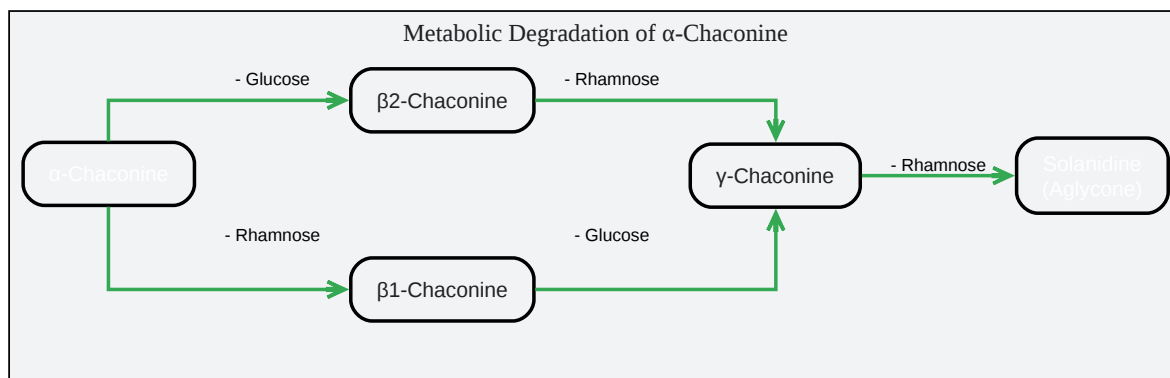 Metabolic Degradation of α-Chaconine
- Glucose
- Rhamnose
β2-Chaconine
α-Chaconine
γ-Chaconine
- Rhamnose
Solanidine
(Aglycone)
- Rhamnose
- Glucose
β1-Chaconine